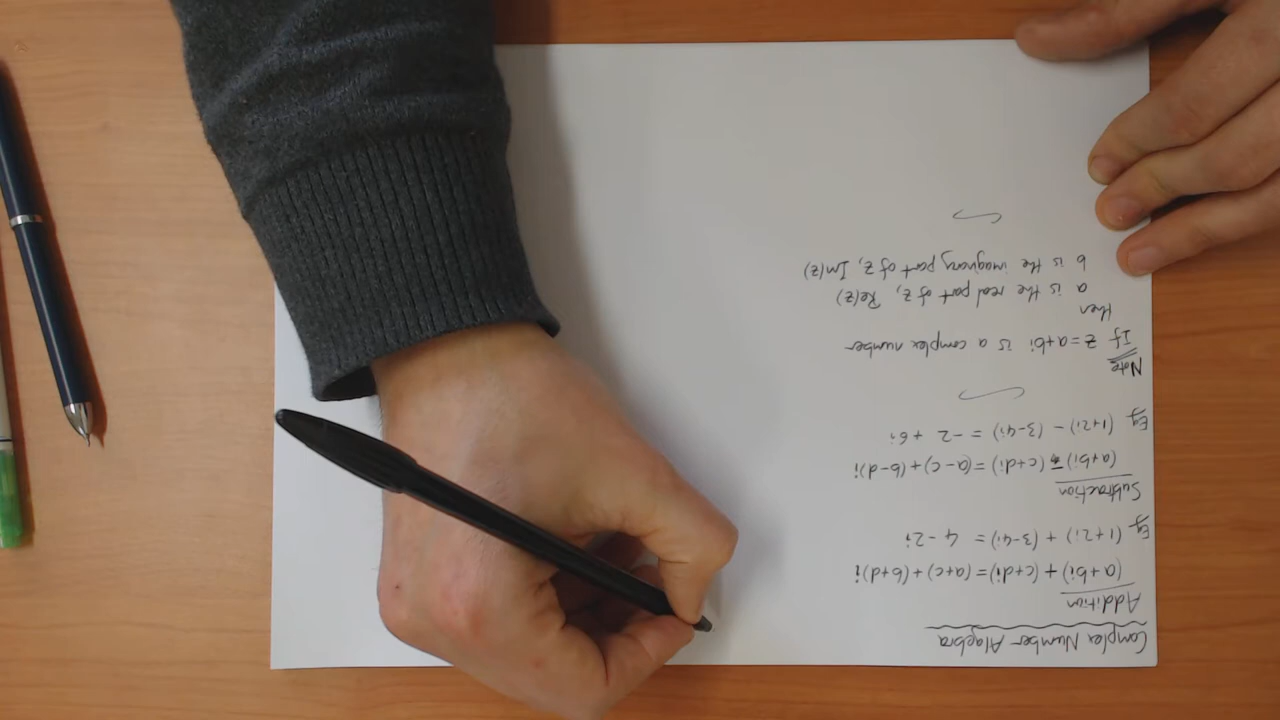 Complex Number Alagebra
Addition
(a+bi) + (c+di) = (a+c) + (b+d)i
Eg (1+2i) + (3-4i) = 4 -2i
Subtraction
(a+bi) - (c+di) = (a-c) + (b-d)i
Eg (1+2i) - (3-4i) = -2 + 6i
Note
If z = a+bi is a complex number
then
a is the real part of z, Re(z)
b is the imaginary part of z, Im(z)